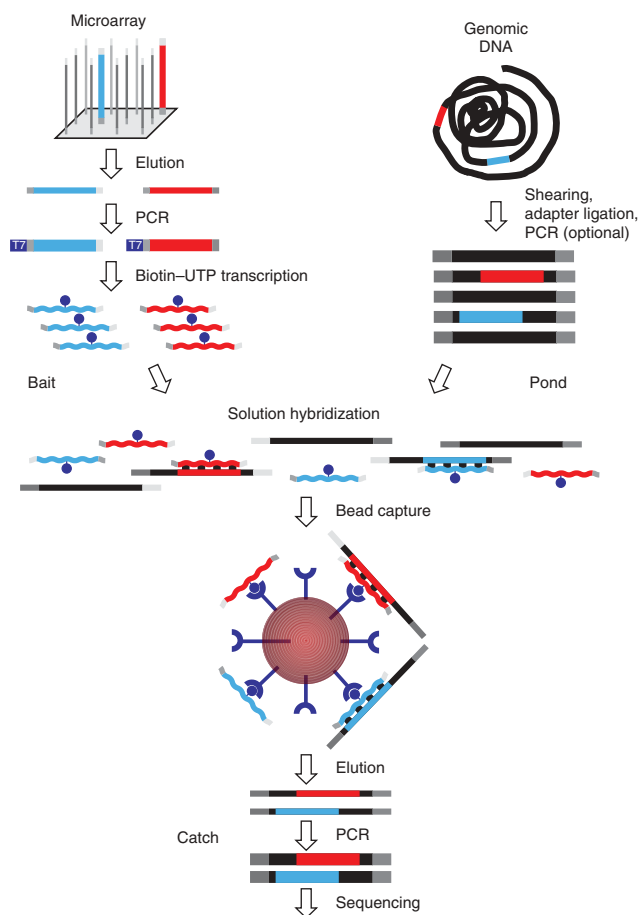 Microarray
Genomic
DNA
Elution
PCR
T7
T7
Biotin–UTP transcription
Shearing,
adapter ligation,
PCR (optional)
Bait
Pond
Solution hybridization
Bead capture
Elution
Catch
PCR
Sequencing